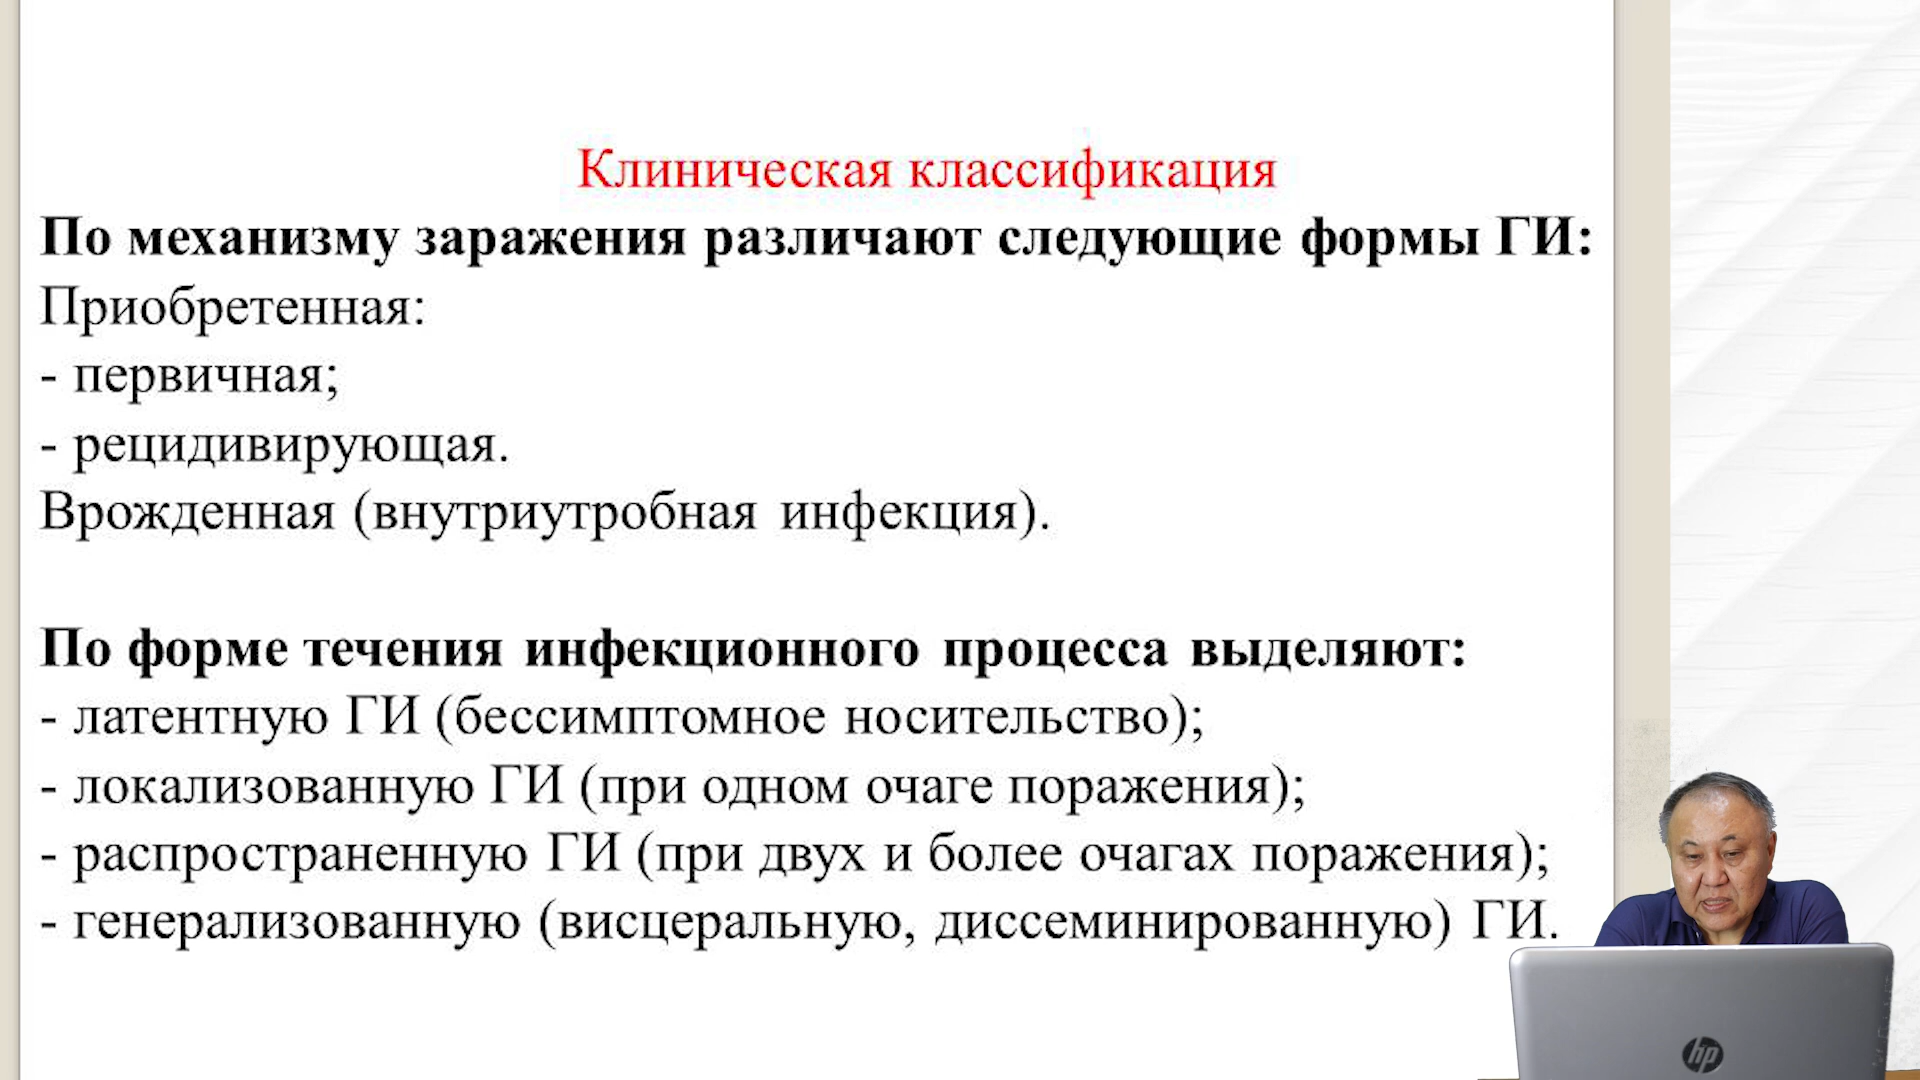 Клиническая классификация
По механизму заражения различают следующие формы ГИ:
Приобретенная:
- первичная;
- рецидивирующая.
Врожденная (внутриутробная инфекция).
По форме течения инфекционного процесса выделяют:
- латентную ГИ (бессимптомное носительство);
- локализованную ГИ (при одном очаге поражения);
- распространенную ГИ (при двух и более очагах поражения);
- генерализованную (висцеральную, диссеминированную) ГИ.
hp